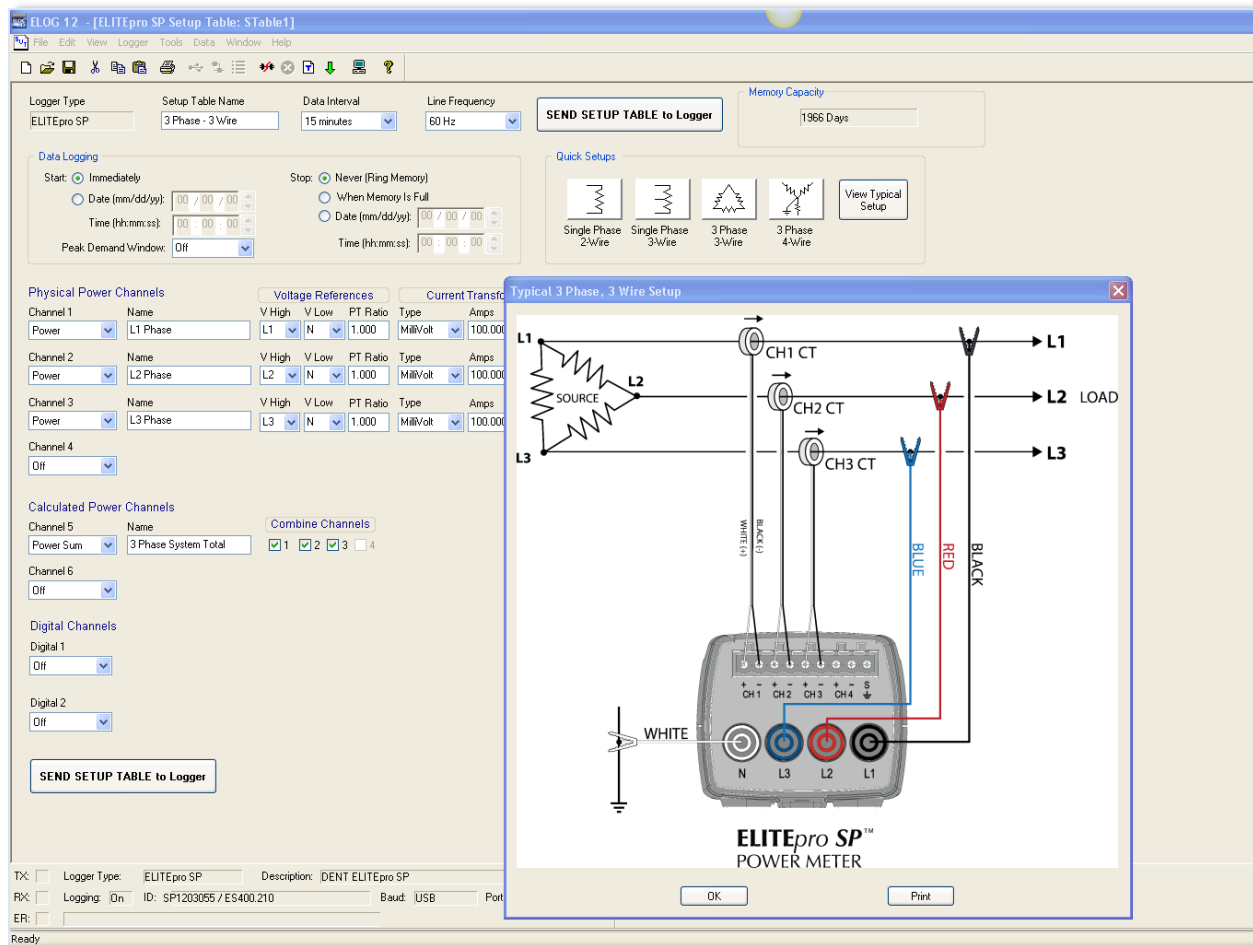 ELOG 12 - [ELITEpro SP Setup Table: STable1]
File Edit View Logger Tools Data Window Help
Logger Type Setup Table Name Data Interval Line Frequency
ELITEpro SP 3 Phase - 3 Wire 15 minutes 60 Hz
SEND SETUP TABLE to Logger
Memory Capacity
1966 Days
Data Logging
Start: Immediately
Date (mm/dd/yy): 00 / 00 / 00
Time (hh:mm:ss): 00 : 00 : 00
Peak Demand Window: Off
Stop: Never (Ring Memory)
When Memory Is Full
Date (mm/dd/yy): 00 / 00 / 00
Time (hh:mm:ss): 00 : 00 : 00
Quick Setups
Single Phase 2-Wire
Single Phase 3-Wire
3 Phase 3-Wire
3 Phase 4-Wire
View Typical Setup
Physical Power Channels Voltage References Current Transfo
Channel 1 Name V High V Low PT Ratio Type Amps
Power L1 Phase L1 N 1.000 MilliVolt 100.000
Channel 2 Name V High V Low PT Ratio Type Amps
Power L2 Phase L2 N 1.000 MilliVolt 100.000
Channel 3 Name V High V Low PT Ratio Type Amps
Power L3 Phase L3 N 1.000 MilliVolt 100.000
Channel 4
Off
Calculated Power Channels
Channel 5 Name Combine Channels
Power Sum 3 Phase System Total 1 2 3 4
Channel 6
Off
Digital Channels
Digital 1
Off
Digital 2
Off
SEND SETUP TABLE to Logger
Typical 3 Phase, 3 Wire Setup
L1 CH1 CT L1
L2 SOURCE CH2 CT L2 LOAD
L3 CH3 CT L3
WHITE (+) BLACK (-)
BLUE RED BLACK
+ - + - + - + - S
CH 1 CH 2 CH 3 CH 4
WHITE
N L3 L2 L1
ELITEpro SP™
POWER METER
OK Print
TX: Logger Type: ELITEpro SP Description: DENT ELITEpro SP
RX: Logging: On ID: SP1203055 / ES400.210 Baud: USB Port
ER:
Ready